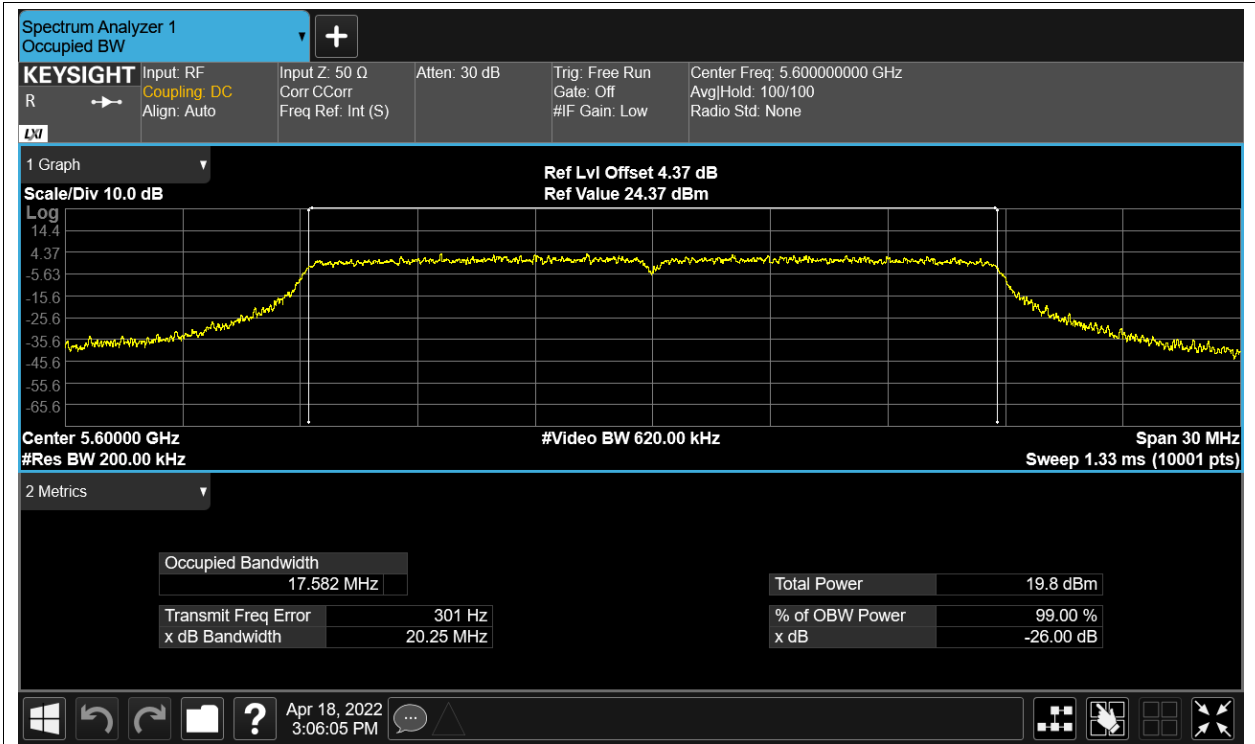 Spectrum Analyzer 1
Occupied BW
KEYSIGHT
R
LXI
Input: RF
Coupling: DC
Align: Auto
Input Z: 50 Ω
Corr CCorr
Freq Ref: Int (S)
Atten: 30 dB
Trig: Free Run
Gate: Off
#IF Gain: Low
Center Freq: 5.600000000 GHz
Avg|Hold: 100/100
Radio Std: None
1 Graph
Scale/Div 10.0 dB
Ref Lvl Offset 4.37 dB
Ref Value 24.37 dBm
Log
14.4
4.37
-5.63
-15.6
-25.6
-35.6
-45.6
-55.6
-65.6
Center 5.60000 GHz
#Video BW 620.00 kHz
Span 30 MHz
#Res BW 200.00 kHz
Sweep 1.33 ms (10001 pts)
2 Metrics
Occupied Bandwidth
17.582 MHz
Total Power 19.8 dBm
Transmit Freq Error 301 Hz
% of OBW Power 99.00 %
x dB Bandwidth 20.25 MHz
x dB -26.00 dB
?
Apr 18, 2022
3:06:05 PM